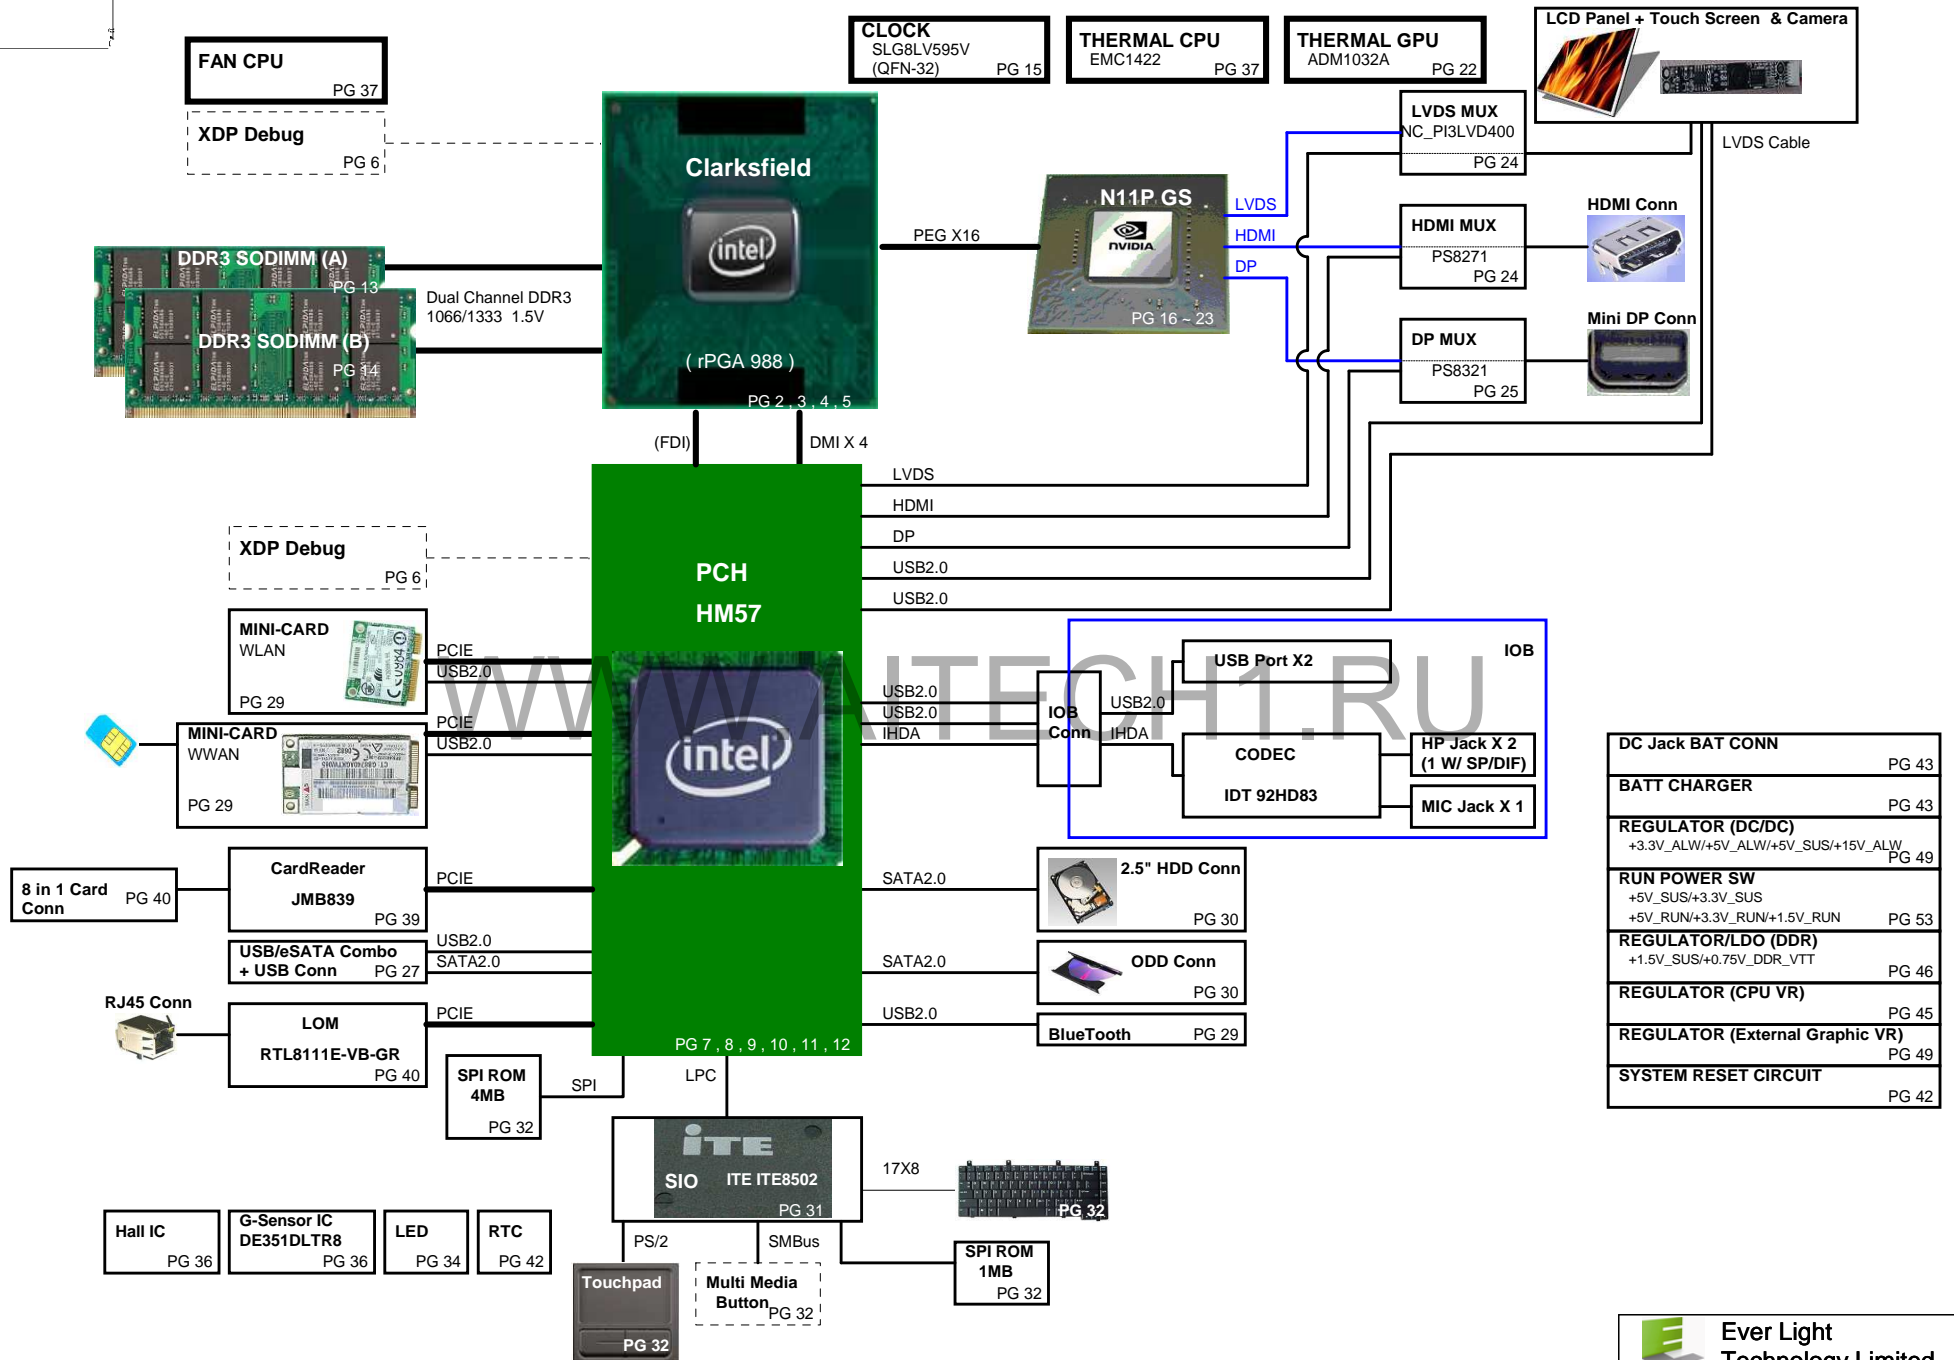 FAN CPU
PG 37
XDP Debug
PG 6
CLOCK
SLG8LV595V
(QFN-32)
PG 15
THERMAL CPU
EMC1422
PG 37
THERMAL GPU
ADM1032A
PG 22
LCD Panel + Touch Screen & Camera
LVDS Cable
LVDS MUX
NC_PI3LVD400
PG 24
HDMI MUX
PS8271
PG 24
HDMI Conn
DP MUX
PS8321
PG 25
Mini DP Conn
Clarksfield
intel
( rPGA 988 )
PG 2 , 3 , 4 , 5
PEG X16
N11P GS
NVIDIA
PG 16 ~ 23
LVDS
HDMI
DP
DDR3 SODIMM (A)
PG 13
DDR3 SODIMM (B)
PG 14
Dual Channel DDR3
1066/1333 1.5V
(FDI)
DMI X 4
LVDS
HDMI
DP
USB2.0
USB2.0
PCH
HM57
intel
PG 7 , 8 , 9 , 10 , 11 , 12
XDP Debug
PG 6
MINI-CARD
WLAN
PG 29
PCIE
USB2.0
MINI-CARD
WWAN
PG 29
PCIE
USB2.0
WWW.AITECH1.RU
8 in 1 Card
Conn
PG 40
CardReader
JMB839
PG 39
PCIE
USB/eSATA Combo
+ USB Conn
PG 27
USB2.0
SATA2.0
RJ45 Conn
LOM
RTL8111E-VB-GR
PG 40
PCIE
USB2.0
USB2.0
IHDA
IOB
Conn
IOB
USB2.0
USB Port X2
IHDA
CODEC
IDT 92HD83
HP Jack X 2
(1 W/ SP/DIF)
MIC Jack X 1
SATA2.0
2.5" HDD Conn
PG 30
SATA2.0
ODD Conn
PG 30
USB2.0
BlueTooth
PG 29
DC Jack BAT CONN
PG 43
BATT CHARGER
PG 43
REGULATOR (DC/DC)
+3.3V_ALW/+5V_ALW/+5V_SUS/+15V_ALW
PG 49
RUN POWER SW
+5V_SUS/+3.3V_SUS
+5V_RUN/+3.3V_RUN/+1.5V_RUN
PG 53
REGULATOR/LDO (DDR)
+1.5V_SUS/+0.75V_DDR_VTT
PG 46
REGULATOR (CPU VR)
PG 45
REGULATOR (External Graphic VR)
PG 49
SYSTEM RESET CIRCUIT
PG 42
SPI ROM
4MB
PG 32
SPI
LPC
iTE
SIO
ITE ITE8502
PG 31
17X8
PG 32
PS/2
SMBus
Touchpad
PG 32
Multi Media
Button
PG 32
SPI ROM
1MB
PG 32
Hall IC
PG 36
G-Sensor IC
DE351DLTR8
PG 36
LED
PG 34
RTC
PG 42
Ever Light
Technology Limited